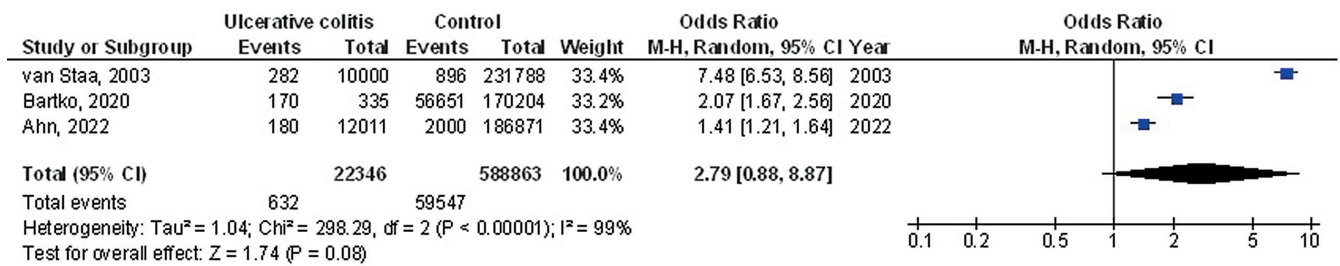 Ulcerative colitis Control Odds Ratio Odds Ratio
Study or Subgroup Events Total Events Total Weight M-H, Random, 95% CI Year M-H, Random, 95% CI
van Staa, 2003 282 10000 896 231788 33.4% 7.48 [6.53, 8.56] 2003
Bartko, 2020 170 335 56651 170204 33.2% 2.07 [1.67, 2.56] 2020
Ahn, 2022 180 12011 2000 186871 33.4% 1.41 [1.21, 1.64] 2022
Total (95% CI) 22346 588863 100.0% 2.79 [0.88, 8.87]
Total events 632 59547
Heterogeneity: Tau² = 1.04; Chi² = 298.29, df = 2 (P < 0.00001); I² = 99%
Test for overall effect: Z = 1.74 (P = 0.08)
0.1 0.2 0.5 1 2 5 10